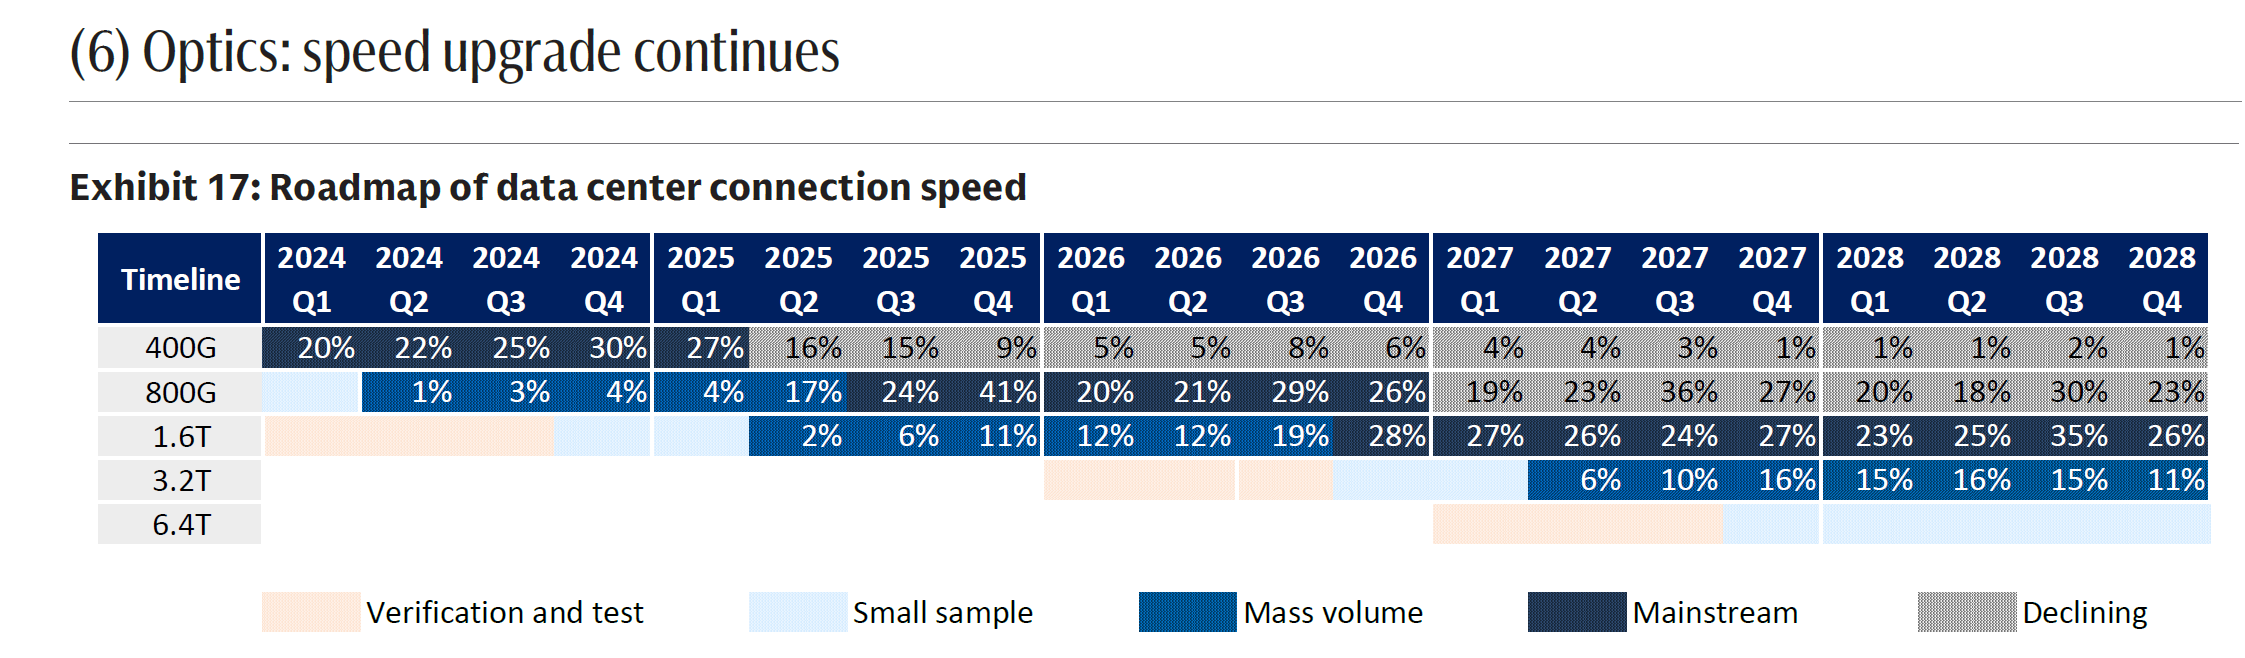 (6) Optics: speed upgrade continues
Exhibit 17: Roadmap of data center connection speed
Timeline 2024 Q1 2024 Q2 2024 Q3 2024 Q4 2025 Q1 2025 Q2 2025 Q3 2025 Q4 2026 Q1 2026 Q2 2026 Q3 2026 Q4 2027 Q1 2027 Q2 2027 Q3 2027 Q4 2028 Q1 2028 Q2 2028 Q3 2028 Q4
400G 20% 22% 25% 30% 27% 16% 15% 9% 5% 5% 8% 6% 4% 4% 3% 1% 1% 1% 2% 1%
800G 1% 3% 4% 4% 17% 24% 41% 20% 21% 29% 26% 19% 23% 36% 27% 20% 18% 30% 23%
1.6T 2% 6% 11% 12% 12% 19% 28% 27% 26% 24% 27% 23% 25% 35% 26%
3.2T 6% 10% 16% 15% 16% 15% 11%
6.4T
Verification and test Small sample Mass volume Mainstream Declining